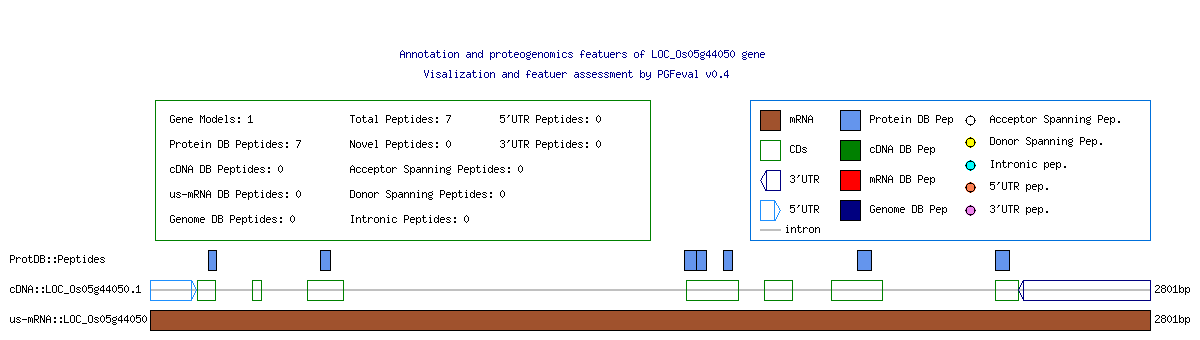 Annotation and proteogenomics featuers of LOC_Os05g44050 gene
Visalization and featuer assessment by PGFeval v0.4
Gene Models: 1 Total Peptides: 7 5'UTR Peptides: 0
Protein DB Peptides: 7 Novel Peptides: 0 3'UTR Peptides: 0
cDNA DB Peptides: 0 Acceptor Spanning Peptides: 0
us-mRNA DB Peptides: 0 Donor Spanning Peptides: 0
Genome DB Peptides: 0 Intronic Peptides: 0
mRNA Protein DB Pep Acceptor Spanning Pep.
CDs cDNA DB Pep Donor Spanning Pep.
3'UTR mRNA DB Pep Intronic pep.
5'UTR Genome DB Pep 5'UTR pep.
intron 3'UTR pep.
ProtDB::Peptides
cDNA::LOC_Os05g44050.1 2801bp
us-mRNA::LOC_Os05g44050 2801bp